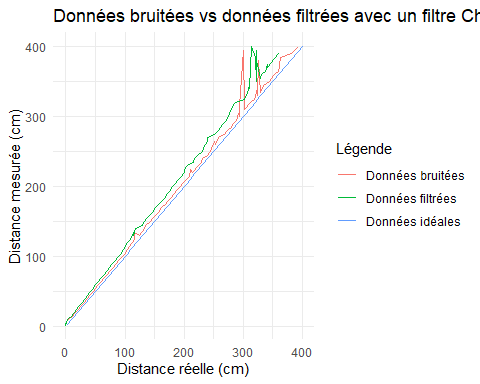 Données bruitées vs données filtrées avec un filtre Ch
400
300
200
100
0
Distance mesurée (cm)
0 100 200 300 400
Distance réelle (cm)
Légende
Données bruitées
Données filtrées
Données idéales